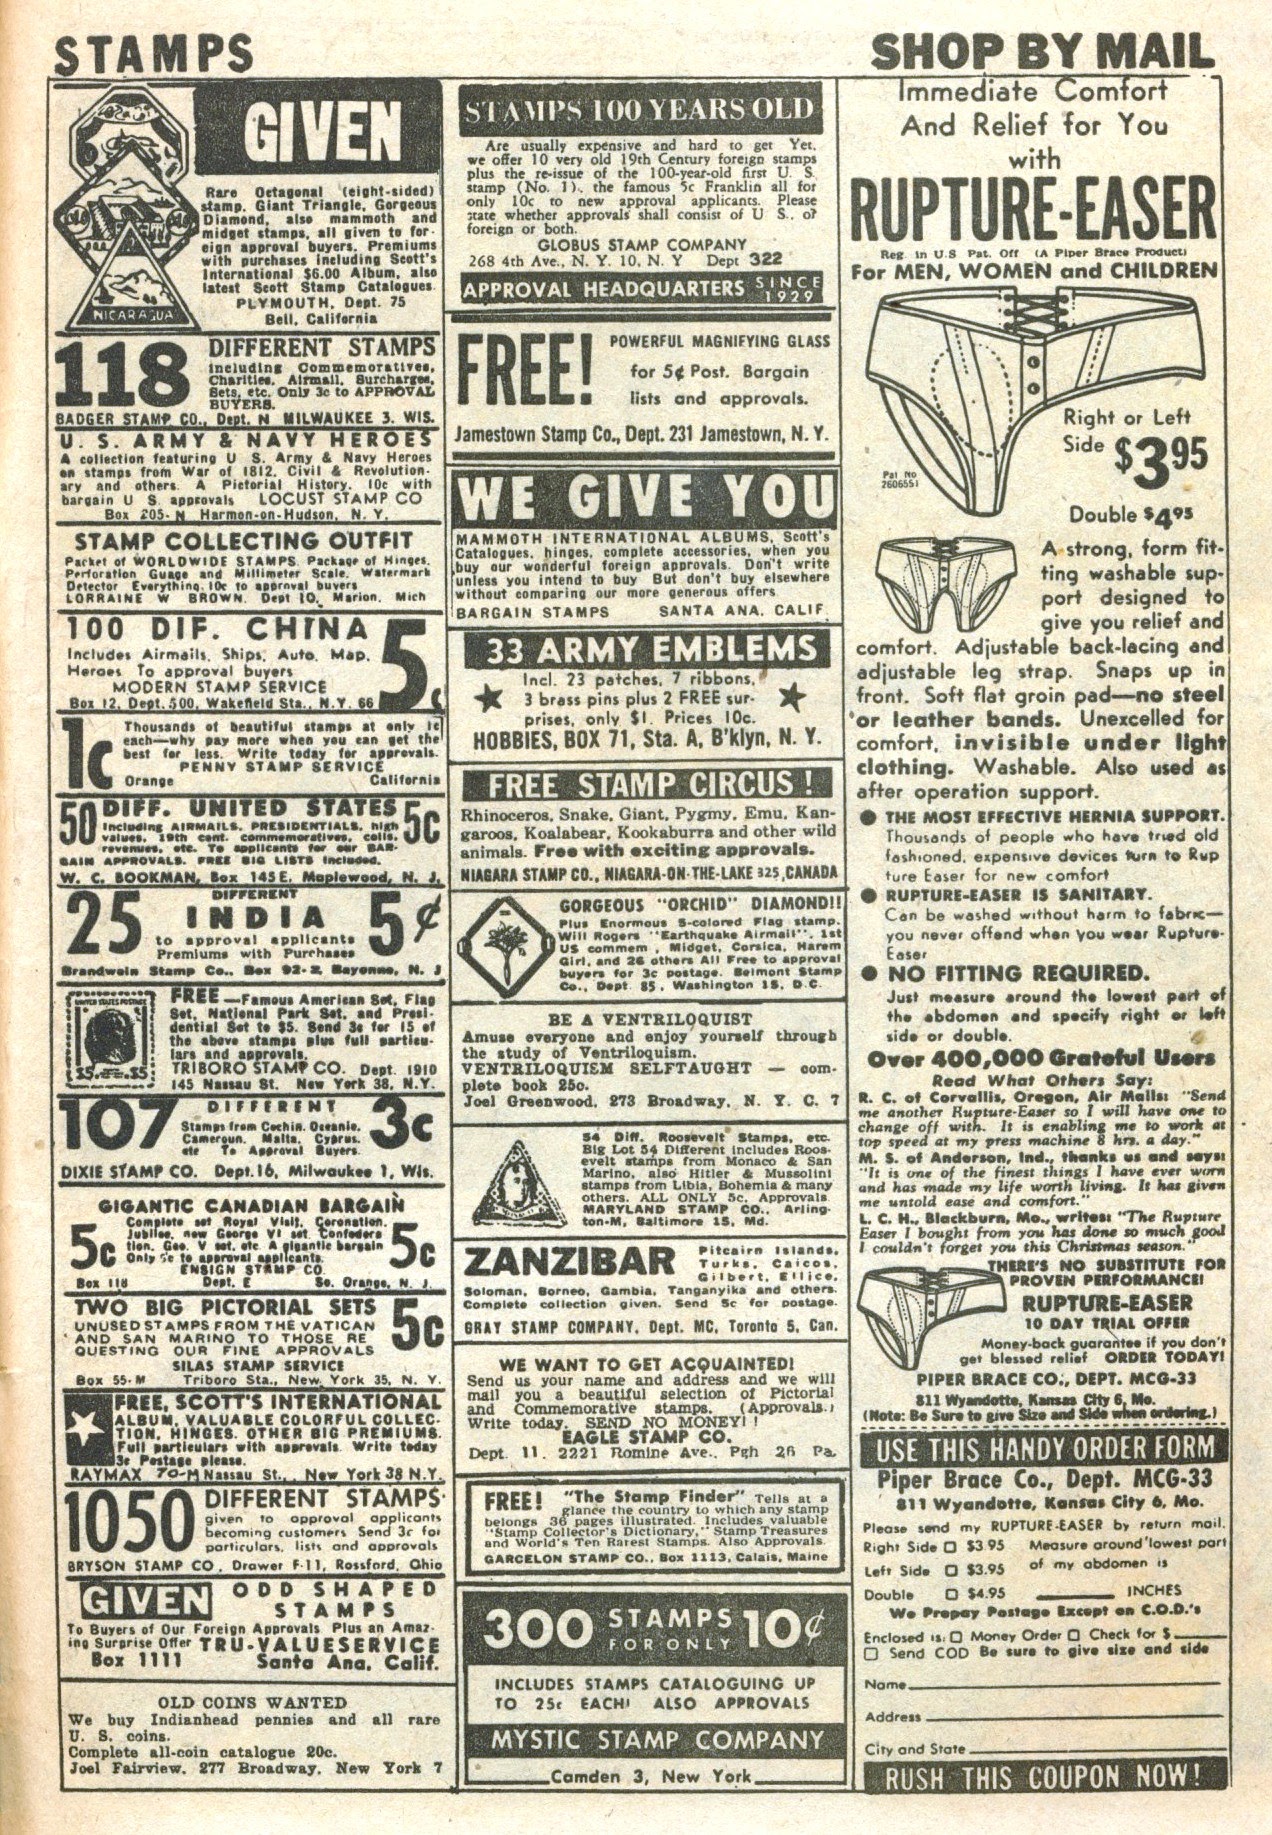 STAMPS
SHOP BY MAIL
GIVEN
Rare Octagonal (eight-sided)
stamp, Giant Triangle, Gorgeous
Diamond, also mammoth and
midget stamps, all given to for-
eign approval buyers. Premiums
with purchases including Scott's
International $6.00 Album, also
latest Scott Stamp Catalogues.
PLYMOUTH, Dept. 75
Bell, California
NICARAGUA
118 DIFFERENT STAMPS
Including Commemoratives,
Charities, Airmail, Surcharges,
Sets, etc. Only 3c to APPROVAL
BUYERS.
BADGER STAMP CO., Dept. N MILWAUKEE 3, WIS.
U. S. ARMY & NAVY HEROES
A collection featuring U. S. Army & Navy Heroes
on stamps from War of 1812, Civil & Revolution-
ary and others. A Pictorial History. 10c with
bargain U S. approvals LOCUST STAMP CO
Box 205-N Harmon-on-Hudson, N. Y.
STAMP COLLECTING OUTFIT
Packet of WORLDWIDE STAMPS. Package of Hinges.
Perforation Guage and Millimeter Scale. Watermark
Detector Everything, 10c to approval buyers
LORRAINE W BROWN, Dept 10, Marion, Mich
100 DIF. CHINA 5c
Includes Airmails, Ships, Auto, Map,
Heroes To approval buyers
MODERN STAMP SERVICE
Box 12, Dept. 500, Wakefield Sta., N.Y. 66
1c Thousands of beautiful stamps at only 1c
each—why pay more when you can get the
best for less. Write today for approvals.
PENNY STAMP SERVICE
Orange California
50 DIFF. UNITED STATES 5c
Including AIRMAILS, PRESIDENTIALS, high
values, 19th cent. commemoratives, coils,
revenues, etc. To applicants for our BAR-
GAIN APPROVALS. FREE BIG LISTS Included.
W. C. BOOKMAN, Box 145E, Maplewood, N. J.
25 DIFFERENT
INDIA 5¢
to approval applicants
Premiums with Purchases
Brandwein Stamp Co., Box 92-Z, Bayonne, N. J
UNITED STATES POSTAGE
$5 $5
FREE—Famous American Set, Flag
Set, National Park Set, and Presi-
dential Set to $5. Send 3c for 15 of
the above stamps plus full particu-
lars and approvals.
TRIBORO STAMP CO. Dept. 1910
145 Nassau St. New York 38, N.Y.
107 DIFFERENT 3c
Stamps from Cochin, Oceanie,
Cameroun, Malta, Cyprus,
etc To Approval Buyers.
DIXIE STAMP CO. Dept. 16, Milwaukee 1, Wis.
GIGANTIC CANADIAN BARGAIN
5c Complete set Royal Visit, Coronation,
Jubilee, new George VI set, Confedera
tion, Geo. V set, etc. A gigantic bargain
Only 5c to approval applicants. 5c
ENSIGN STAMP CO.
Box 118 Dept. E So. Orange, N. J.
TWO BIG PICTORIAL SETS 5c
UNUSED STAMPS FROM THE VATICAN
AND SAN MARINO TO THOSE RE
QUESTING OUR FINE APPROVALS
SILAS STAMP SERVICE
Box 55-M Triboro Sta., New York 35, N. Y.
FREE, SCOTT'S INTERNATIONAL
ALBUM, VALUABLE COLORFUL COLLEC-
TION, HINGES. OTHER BIG PREMIUMS.
Full particulars with approvals. Write today
3c Postage please.
RAYMAX 70-M Nassau St., New York 38 N.Y.
1050 DIFFERENT STAMPS
given to approval applicants
becoming customers Send 3c for
particulars, lists and approvals
BRYSON STAMP CO, Drawer F-11, Rossford, Ohio
GIVEN ODD SHAPED
STAMPS
To Buyers of Our Foreign Approvals Plus an Amaz-
ing Surprise Offer TRU-VALUESERVICE
Box 1111 Santa Ana, Calif.
OLD COINS WANTED
We buy Indianhead pennies and all rare
U. S. coins.
Complete all-coin catalogue 20c.
Joel Fairview, 277 Broadway, New York 7
STAMPS 100 YEARS OLD
Are usually expensive and hard to get Yet,
we offer 10 very old 19th Century foreign stamps
plus the re-issue of the 100-year-old first U. S.
stamp (No. 1), the famous 5c Franklin all for
only 10c to new approval applicants. Please
state whether approvals shall consist of U S., or
foreign or both.
GLOBUS STAMP COMPANY
268 4th Ave., N. Y. 10, N. Y Dept 322
APPROVAL HEADQUARTERS SINCE
1929
FREE! POWERFUL MAGNIFYING GLASS
for 5¢ Post. Bargain
lists and approvals.
Jamestown Stamp Co., Dept. 231 Jamestown, N. Y.
WE GIVE YOU
MAMMOTH INTERNATIONAL ALBUMS, Scott's
Catalogues, hinges, complete accessories, when you
buy our wonderful foreign approvals. Don't write
unless you intend to buy But don't buy elsewhere
without comparing our more generous offers
BARGAIN STAMPS SANTA ANA, CALIF.
33 ARMY EMBLEMS
Incl. 23 patches, 7 ribbons,
3 brass pins plus 2 FREE sur-
prises, only $1. Prices 10c.
HOBBIES, BOX 71, Sta. A, B'klyn, N. Y.
FREE STAMP CIRCUS!
Rhinoceros, Snake, Giant, Pygmy, Emu, Kan-
garoos, Koalabear, Kookaburra and other wild
animals. Free with exciting approvals.
NIAGARA STAMP CO., NIAGARA-ON-THE-LAKE 325, CANADA
GORGEOUS "ORCHID" DIAMOND!!
Plus Enormous 5-colored Flag stamp.
Will Rogers "Earthquake Airmail", 1st
US commem, Midget, Corsica, Harem
Girl, and 26 others All Free to approval
buyers for 3c postage. Belmont Stamp
Co., Dept. 85, Washington 15, D.C.
BE A VENTRILOQUIST
Amuse everyone and enjoy yourself through
the study of Ventriloquism.
VENTRILOQUISM SELFTAUGHT — com-
plete book 25c.
Joel Greenwood, 273 Broadway, N. Y. C. 7
54 Diff. Roosevelt Stamps, etc.
Big Lot 54 Different Includes Roos-
evelt stamps from Monaco & San
Marino, also Hitler & Mussolini
stamps from Libia, Bohemia & many
others. ALL ONLY 5c, Approvals
MARYLAND STAMP CO., Arling-
ton-M, Baltimore 15, Md.
ZANZIBAR Pitcairn Islands,
Turks, Caicos,
Gilbert, Ellice,
Soloman, Borneo, Gambia, Tanganyika and others.
Complete collection given. Send 5c for postage.
GRAY STAMP COMPANY, Dept. MC, Toronto 5, Can.
WE WANT TO GET ACQUAINTED!
Send us your name and address and we will
mail you a beautiful selection of Pictorial
and Commemorative stamps. (Approvals.)
Write today. SEND NO MONEY!!
EAGLE STAMP CO.
Dept. 11, 2221 Romine Ave., Pgh 26 Pa.
FREE! "The Stamp Finder" Tells at a
glance the country to which any stamp
belongs 36 pages illustrated. Includes valuable
"Stamp Collector's Dictionary," Stamp Treasures
and World's Ten Rarest Stamps. Also Approvals.
GARCELON STAMP CO., Box 1113, Calais, Maine
300 STAMPS
FOR ONLY 10¢
INCLUDES STAMPS CATALOGUING UP
TO 25c EACH! ALSO APPROVALS
MYSTIC STAMP COMPANY
Camden 3, New York
Immediate Comfort
And Relief for You
with
RUPTURE-EASER
Reg. in U.S Pat. Off (A Piper Brace Product)
For MEN, WOMEN and CHILDREN
Right or Left
Side $3.95
Pat No
2606551
Double $4.95
A strong, form fit-
ting washable sup-
port designed to
give you relief and
comfort. Adjustable back-lacing and
adjustable leg strap. Snaps up in
front. Soft flat groin pad—no steel
or leather bands. Unexcelled for
comfort, invisible under light
clothing. Washable. Also used as
after operation support.
● THE MOST EFFECTIVE HERNIA SUPPORT.
Thousands of people who have tried old
fashioned, expensive devices turn to Rup
ture Easer for new comfort
● RUPTURE-EASER IS SANITARY.
Can be washed without harm to fabric—
you never offend when you wear Rupture-
Easer
● NO FITTING REQUIRED.
Just measure around the lowest part of
the abdomen and specify right or left
side or double.
Over 400,000 Grateful Users
Read What Others Say:
R. C. of Corvallis, Oregon, Air Mails: "Send
me another Rupture-Easer so I will have one to
change off with. It is enabling me to work at
top speed at my press machine 8 hrs. a day."
M. S. of Anderson, Ind., thanks us and says:
"It is one of the finest things I have ever worn
and has made my life worth living. It has given
me untold ease and comfort."
L. C. H., Blackburn, Mo., writes: "The Rupture
Easer I bought from you has done so much good
I couldn't forget you this Christmas season."
THERE'S NO SUBSTITUTE FOR
PROVEN PERFORMANCE!
RUPTURE-EASER
10 DAY TRIAL OFFER
Money-back guarantee if you don't
get blessed relief ORDER TODAY!
PIPER BRACE CO., DEPT. MCG-33
811 Wyandotte, Kansas City 6, Mo.
(Note: Be Sure to give Size and Side when ordering.)
USE THIS HANDY ORDER FORM
Piper Brace Co., Dept. MCG-33
811 Wyandotte, Kansas City 6, Mo.
Please send my RUPTURE-EASER by return mail.
Right Side ☐ $3.95 Measure around lowest part
Left Side ☐ $3.95 of my abdomen is
Double ☐ $4.95 ______ INCHES
We Prepay Postage Except on C.O.D.'s
Enclosed is: ☐ Money Order ☐ Check for $______
☐ Send COD Be sure to give size and side
Name
Address
City and State
RUSH THIS COUPON NOW!